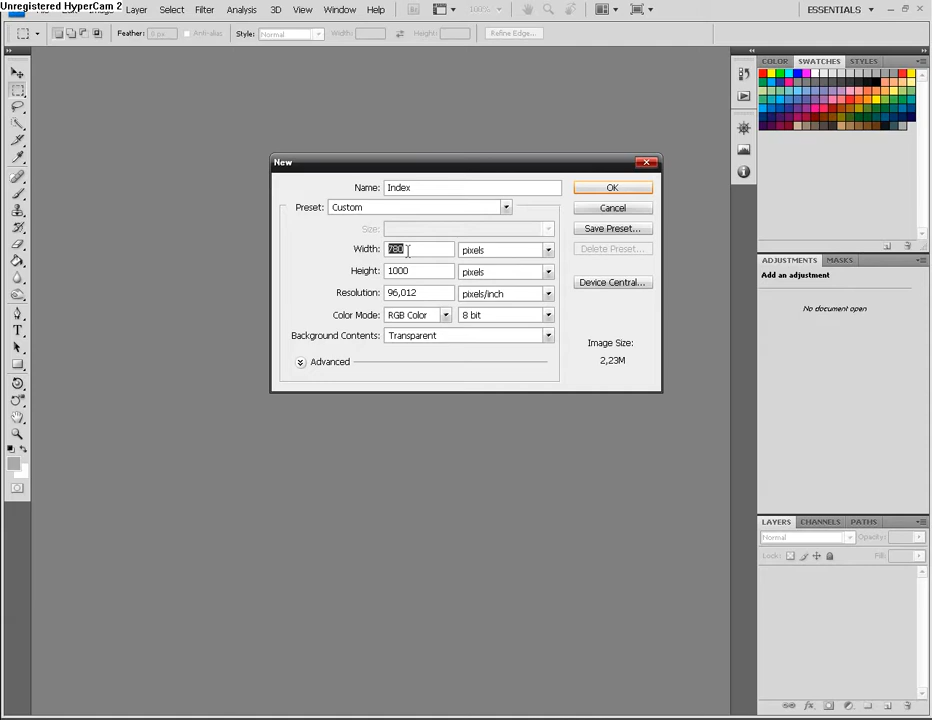 Unregistered HyperCam 2
Layer Select Filter Analysis 3D View Window Help 100% ESSENTIALS
Feather: 0 px Anti-alias Style: Normal Width: Height: Refine Edge...
COLOR SWATCHES STYLES
New
Name: Index OK
Preset: Custom Cancel
Size: Save Preset...
Width: 780 pixels Delete Preset...
Height: 1000 pixels
Resolution: 96,012 pixels/inch Device Central...
Color Mode: RGB Color 8 bit
Background Contents: Transparent
Image Size:
2,23M
Advanced
ADJUSTMENTS MASKS
Add an adjustment
No document open
LAYERS CHANNELS PATHS
Normal Opacity:
Lock: Fill: